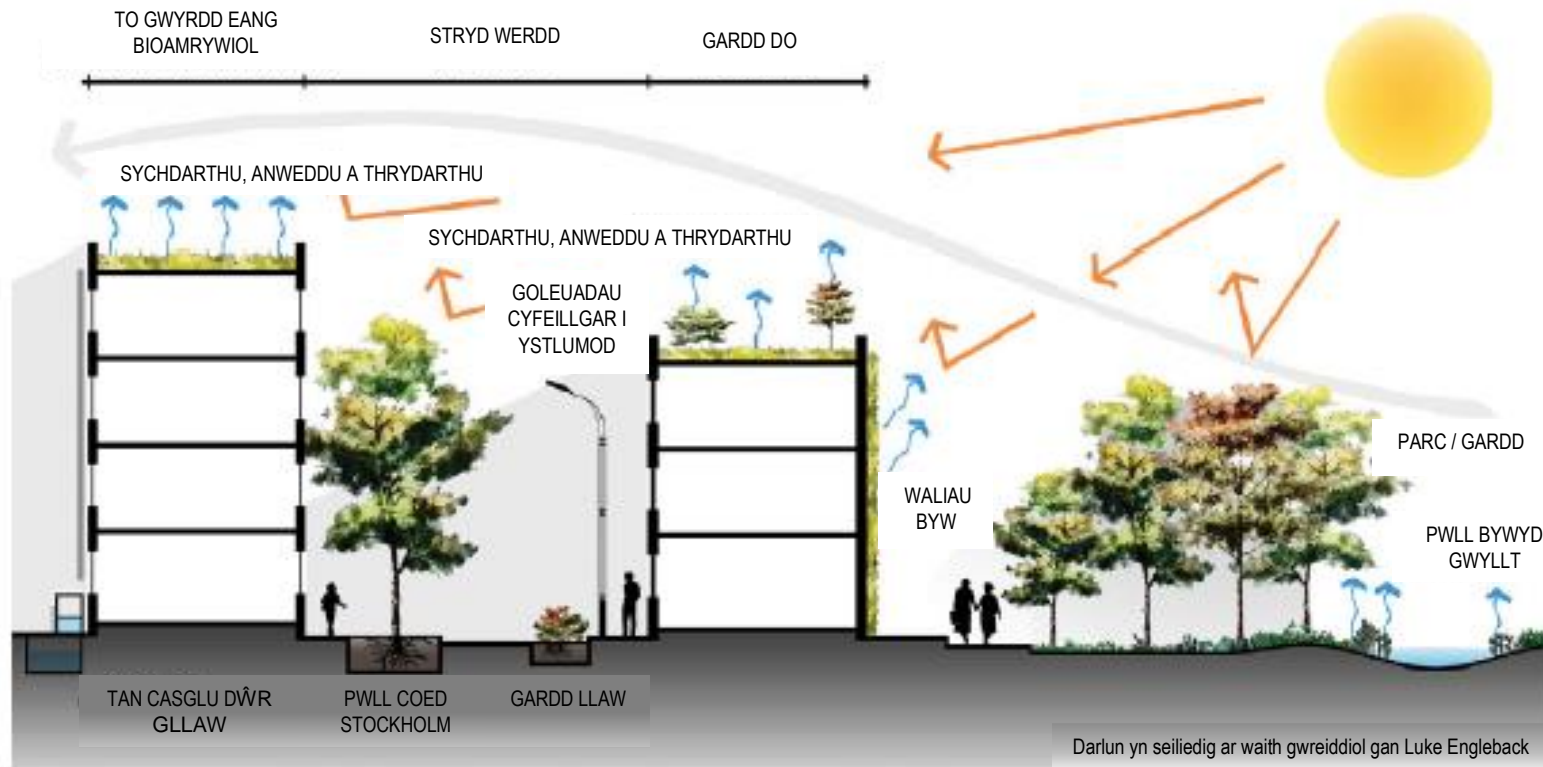 TO GWYRDD EANG
BIOAMRYWIOL
STRYD WERDD
GARDD DO
SYCHDARTHU, ANWEDDU A THRYDARTHU
SYCHDARTHU, ANWEDDU A THRYDARTHU
GOLEUADAU
CYFEILLGAR I
YSTLUMOD
PARC / GARDD
WALIAU
BYW
PWLL BYWYD
GWYLLT
TAN CASGLU DŴR
GLLAW
PWLL COED
STOCKHOLM
GARDD LLAW
Darlun yn seiliedig ar waith gwreiddiol gan Luke Engleback